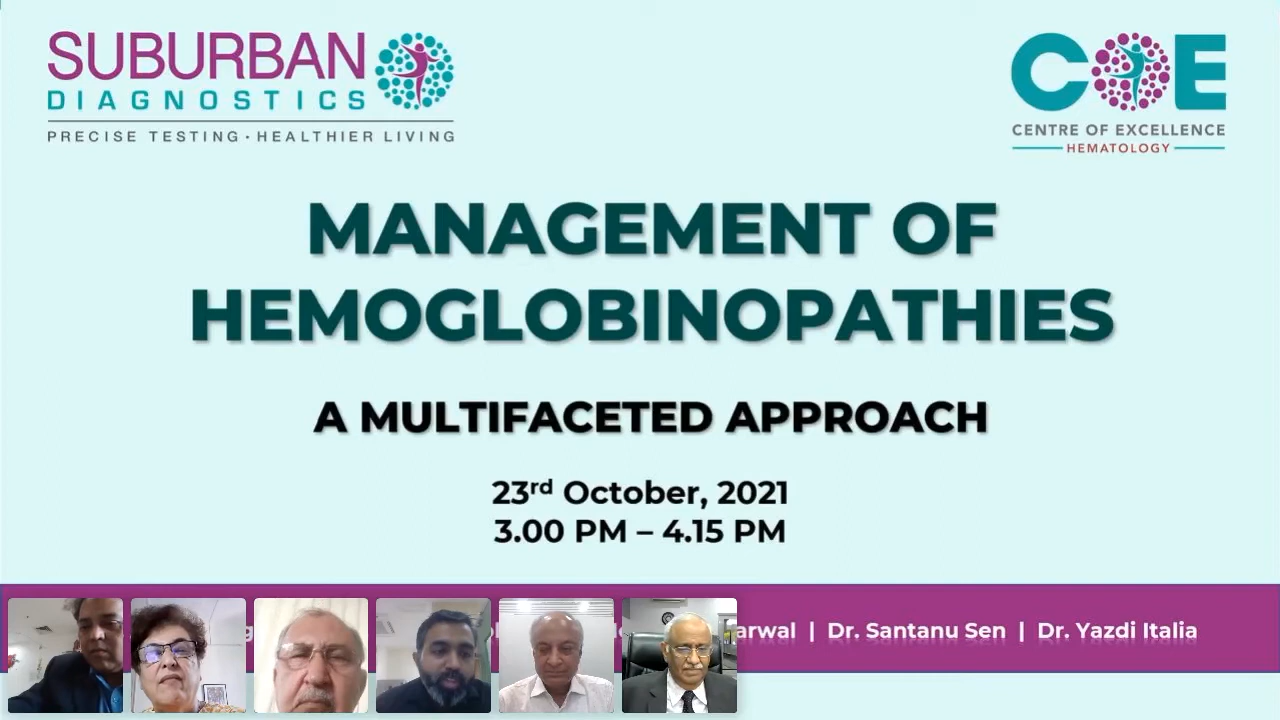 SUBURBAN
DIAGNOSTICS
PRECISE TESTING · HEALTHIER LIVING
COE
CENTRE OF EXCELLENCE
HEMATOLOGY
MANAGEMENT OF
HEMOGLOBINOPATHIES
A MULTIFACETED APPROACH
23rd October, 2021
3.00 PM – 4.15 PM
| Dr. Santanu Sen | Dr. Yazdi Italia